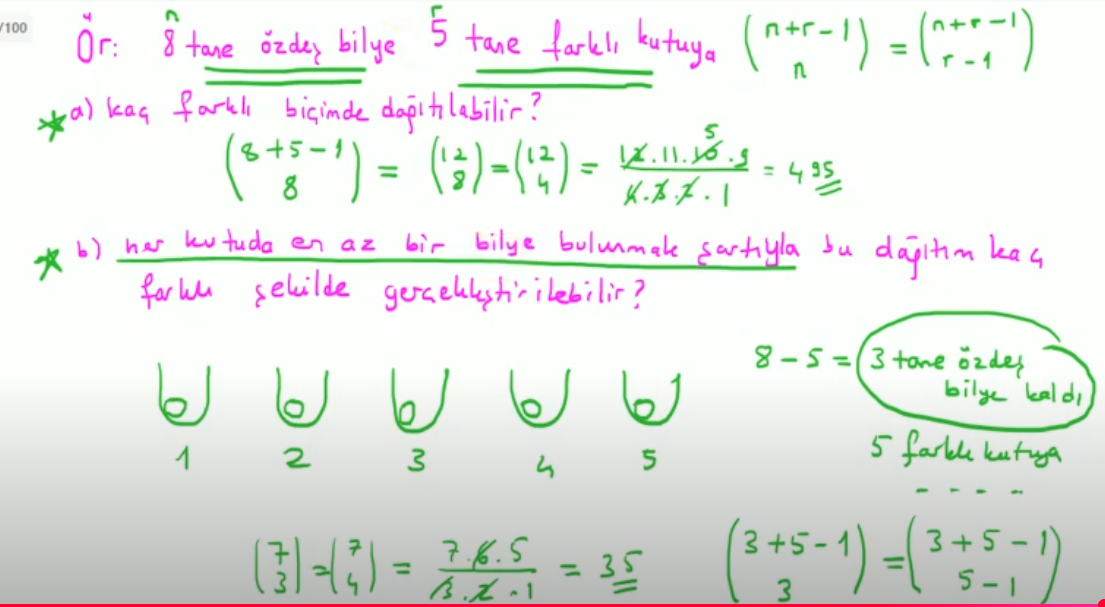 /100
Ör: 8 tane özdeş bilye 5 tane farklı kutuya (n+r-1 n) = (n+r-1 r-1)
n r
a) kaç farklı biçimde dağıtılabilir?
(8+5-1 8) = (12 8) = (12 4) = 12.11.10.9 / 4.3.2.1 = 495
5
b) her kutuda en az bir bilye bulunmak şartıyla bu dağıtım kaç
farklı şekilde gerçekleştirilebilir?
8-5 = 3 tane özdeş
bilye kaldı
1 2 3 4 5
5 farklı kutuya
(7 3) = (7 4) = 7.6.5 / 3.2.1 = 35
(3+5-1 3) = (3+5-1 5-1)